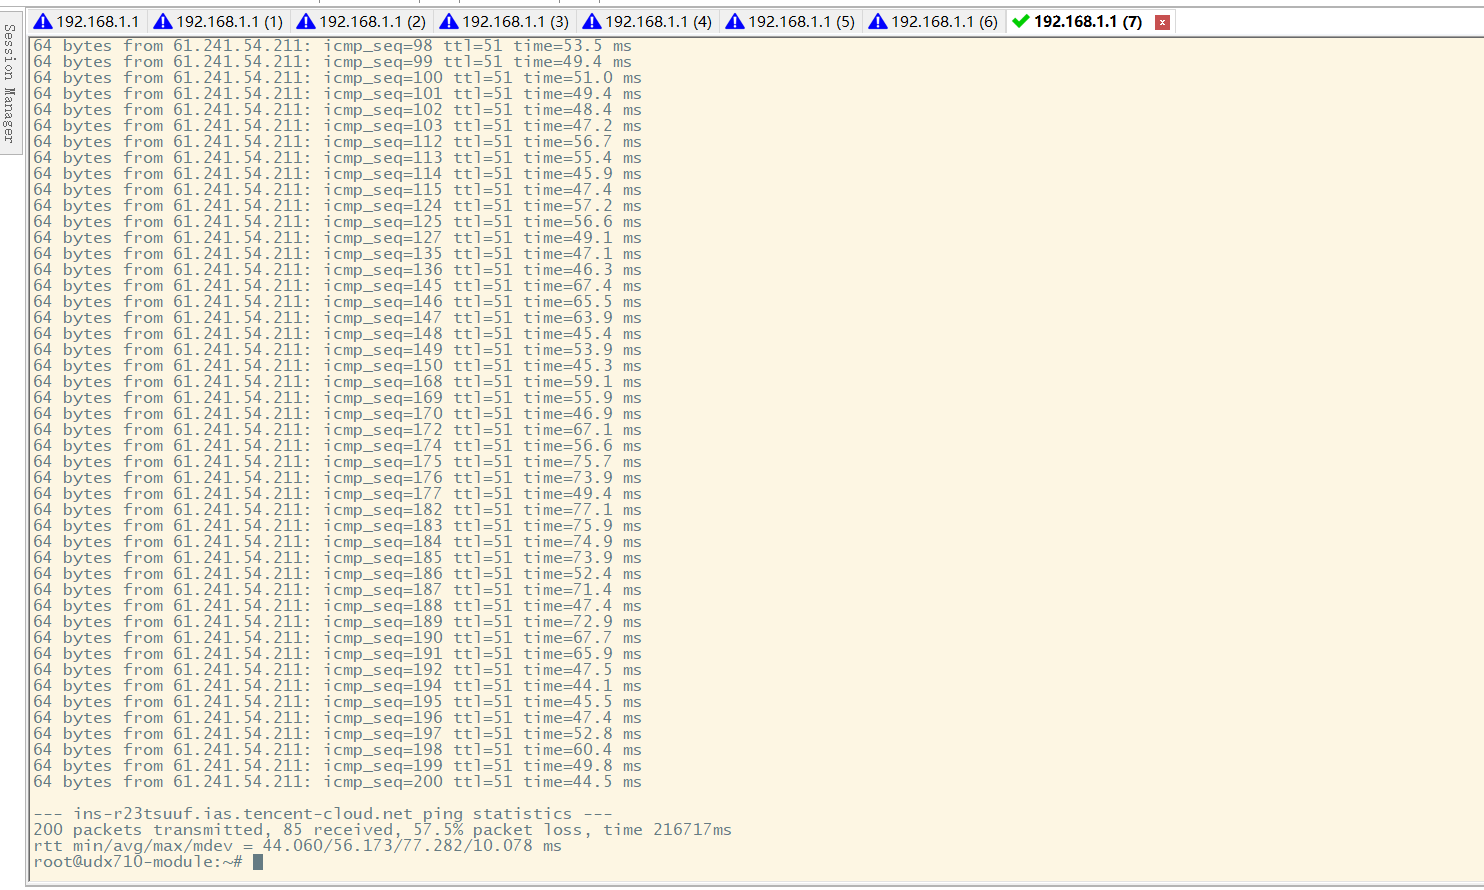 192.168.1.1
192.168.1.1 (1)
192.168.1.1 (2)
192.168.1.1 (3)
192.168.1.1 (4)
192.168.1.1 (5)
192.168.1.1 (6)
192.168.1.1 (7)
Session Manager
64 bytes from 61.241.54.211: icmp_seq=98 ttl=51 time=53.5 ms
64 bytes from 61.241.54.211: icmp_seq=99 ttl=51 time=49.4 ms
64 bytes from 61.241.54.211: icmp_seq=100 ttl=51 time=51.0 ms
64 bytes from 61.241.54.211: icmp_seq=101 ttl=51 time=49.4 ms
64 bytes from 61.241.54.211: icmp_seq=102 ttl=51 time=48.4 ms
64 bytes from 61.241.54.211: icmp_seq=103 ttl=51 time=47.2 ms
64 bytes from 61.241.54.211: icmp_seq=112 ttl=51 time=56.7 ms
64 bytes from 61.241.54.211: icmp_seq=113 ttl=51 time=55.4 ms
64 bytes from 61.241.54.211: icmp_seq=114 ttl=51 time=45.9 ms
64 bytes from 61.241.54.211: icmp_seq=115 ttl=51 time=47.4 ms
64 bytes from 61.241.54.211: icmp_seq=124 ttl=51 time=57.2 ms
64 bytes from 61.241.54.211: icmp_seq=125 ttl=51 time=56.6 ms
64 bytes from 61.241.54.211: icmp_seq=127 ttl=51 time=49.1 ms
64 bytes from 61.241.54.211: icmp_seq=135 ttl=51 time=47.1 ms
64 bytes from 61.241.54.211: icmp_seq=136 ttl=51 time=46.3 ms
64 bytes from 61.241.54.211: icmp_seq=145 ttl=51 time=67.4 ms
64 bytes from 61.241.54.211: icmp_seq=146 ttl=51 time=65.5 ms
64 bytes from 61.241.54.211: icmp_seq=147 ttl=51 time=63.9 ms
64 bytes from 61.241.54.211: icmp_seq=148 ttl=51 time=45.4 ms
64 bytes from 61.241.54.211: icmp_seq=149 ttl=51 time=53.9 ms
64 bytes from 61.241.54.211: icmp_seq=150 ttl=51 time=45.3 ms
64 bytes from 61.241.54.211: icmp_seq=168 ttl=51 time=59.1 ms
64 bytes from 61.241.54.211: icmp_seq=169 ttl=51 time=55.9 ms
64 bytes from 61.241.54.211: icmp_seq=170 ttl=51 time=46.9 ms
64 bytes from 61.241.54.211: icmp_seq=172 ttl=51 time=67.1 ms
64 bytes from 61.241.54.211: icmp_seq=174 ttl=51 time=56.6 ms
64 bytes from 61.241.54.211: icmp_seq=175 ttl=51 time=75.7 ms
64 bytes from 61.241.54.211: icmp_seq=176 ttl=51 time=73.9 ms
64 bytes from 61.241.54.211: icmp_seq=177 ttl=51 time=49.4 ms
64 bytes from 61.241.54.211: icmp_seq=182 ttl=51 time=77.1 ms
64 bytes from 61.241.54.211: icmp_seq=183 ttl=51 time=75.9 ms
64 bytes from 61.241.54.211: icmp_seq=184 ttl=51 time=74.9 ms
64 bytes from 61.241.54.211: icmp_seq=185 ttl=51 time=73.9 ms
64 bytes from 61.241.54.211: icmp_seq=186 ttl=51 time=52.4 ms
64 bytes from 61.241.54.211: icmp_seq=187 ttl=51 time=71.4 ms
64 bytes from 61.241.54.211: icmp_seq=188 ttl=51 time=47.4 ms
64 bytes from 61.241.54.211: icmp_seq=189 ttl=51 time=72.9 ms
64 bytes from 61.241.54.211: icmp_seq=190 ttl=51 time=67.7 ms
64 bytes from 61.241.54.211: icmp_seq=191 ttl=51 time=65.9 ms
64 bytes from 61.241.54.211: icmp_seq=192 ttl=51 time=47.5 ms
64 bytes from 61.241.54.211: icmp_seq=194 ttl=51 time=44.1 ms
64 bytes from 61.241.54.211: icmp_seq=195 ttl=51 time=45.5 ms
64 bytes from 61.241.54.211: icmp_seq=196 ttl=51 time=47.4 ms
64 bytes from 61.241.54.211: icmp_seq=197 ttl=51 time=52.8 ms
64 bytes from 61.241.54.211: icmp_seq=198 ttl=51 time=60.4 ms
64 bytes from 61.241.54.211: icmp_seq=199 ttl=51 time=49.8 ms
64 bytes from 61.241.54.211: icmp_seq=200 ttl=51 time=44.5 ms
--- ins-r23tsuuf.ias.tencent-cloud.net ping statistics ---
200 packets transmitted, 85 received, 57.5% packet loss, time 216717ms
rtt min/avg/max/mdev = 44.060/56.173/77.282/10.078 ms
root@udx710-module:~#